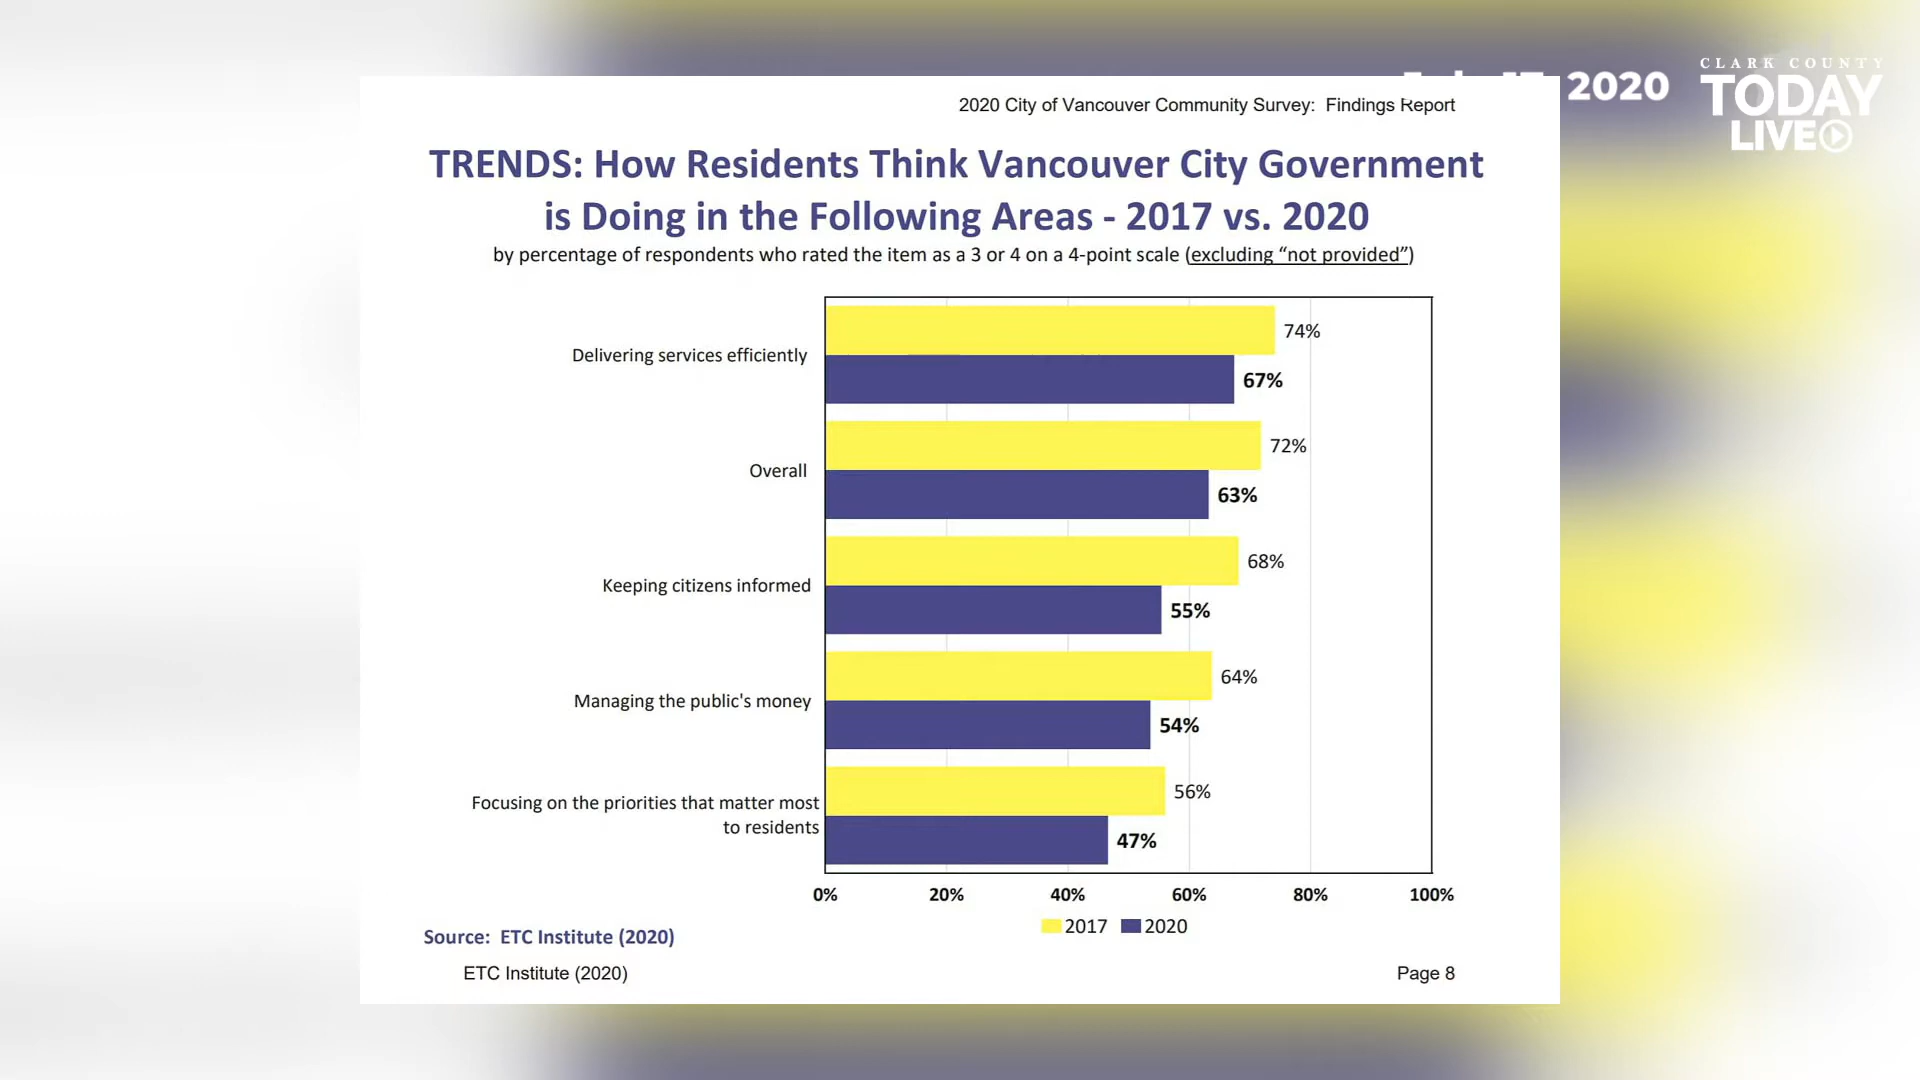 CLARK COUNTY
TODAY
LIVE
2020
2020 City of Vancouver Community Survey: Findings Report
TRENDS: How Residents Think Vancouver City Government
is Doing in the Following Areas - 2017 vs. 2020
by percentage of respondents who rated the item as a 3 or 4 on a 4-point scale (excluding “not provided”)
Delivering services efficiently
74%
67%
Overall
72%
63%
Keeping citizens informed
68%
55%
Managing the public's money
64%
54%
Focusing on the priorities that matter most
to residents
56%
47%
0% 20% 40% 60% 80% 100%
2017 2020
Source: ETC Institute (2020)
ETC Institute (2020)
Page 8